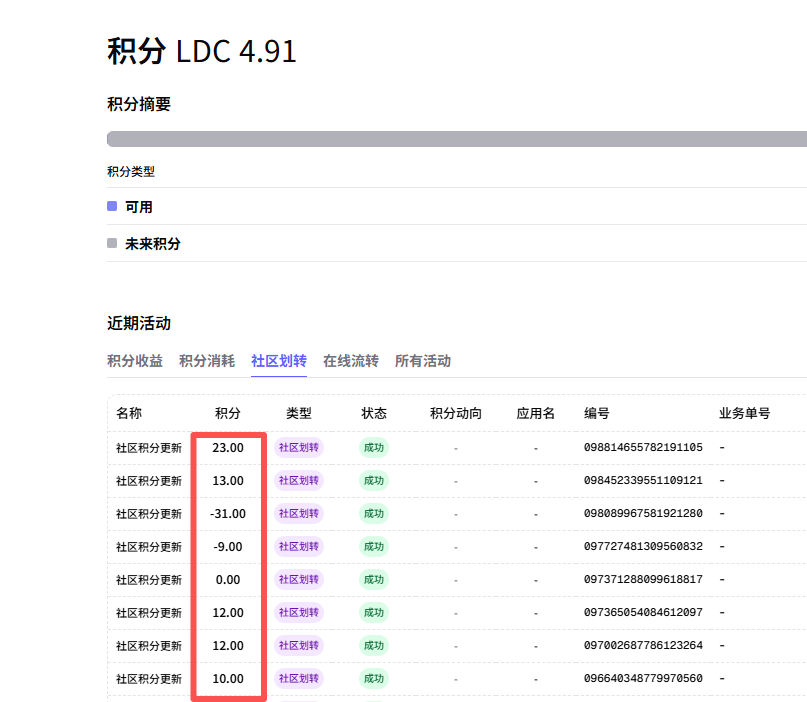 积分 LDC 4.91
积分摘要
积分类型
可用
未来积分
近期活动
积分收益 积分消耗 社区划转 在线流转 所有活动
名称 积分 类型 状态 积分动向 应用名 编号 业务单号
社区积分更新 23.00 社区划转 成功 - - 098814655782191105 -
社区积分更新 13.00 社区划转 成功 - - 098452339551109121 -
社区积分更新 -31.00 社区划转 成功 - - 098089967581921280 -
社区积分更新 -9.00 社区划转 成功 - - 097727481309560832 -
社区积分更新 0.00 社区划转 成功 - - 097371288099618817 -
社区积分更新 12.00 社区划转 成功 - - 097365054084612097 -
社区积分更新 12.00 社区划转 成功 - - 097002687786123264 -
社区积分更新 10.00 社区划转 成功 - - 096640348779970560 -